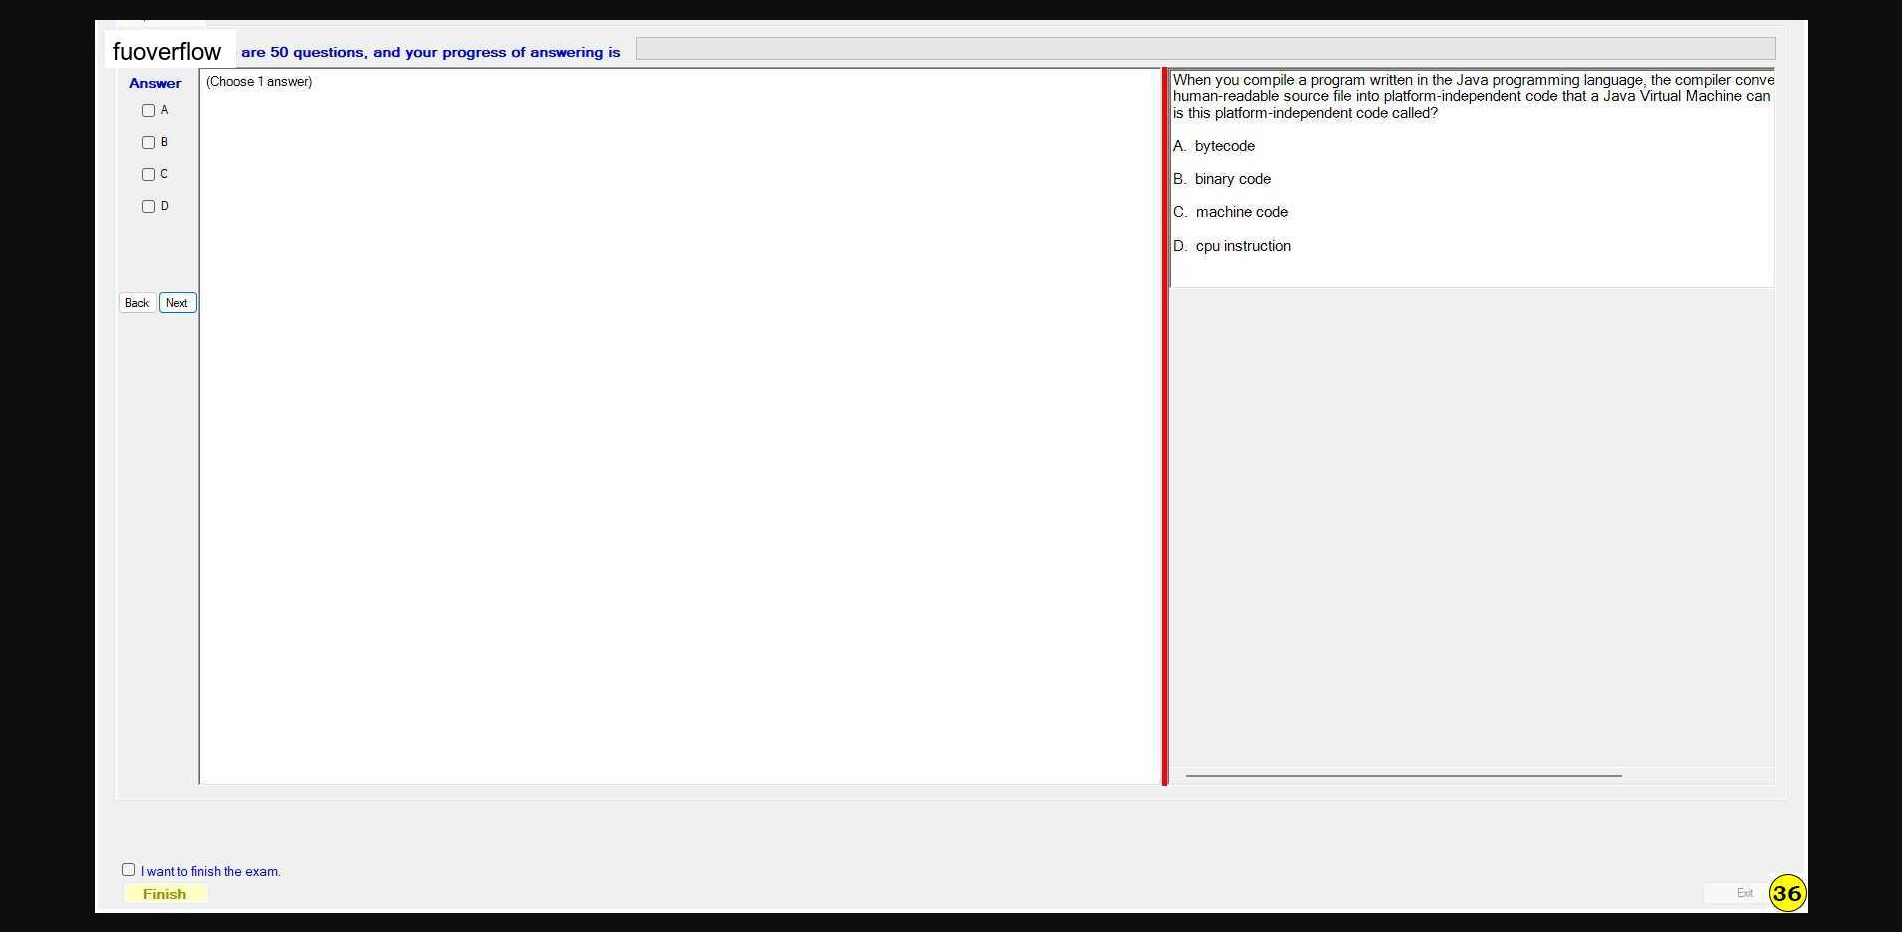 fuoverflow are 50 questions, and your progress of answering is
Answer
(Choose 1 answer)
A
B
C
D
Back Next
When you compile a program written in the Java programming language, the compiler conve
human-readable source file into platform-independent code that a Java Virtual Machine can
is this platform-independent code called?
A. bytecode
B. binary code
C. machine code
D. cpu instruction
I want to finish the exam.
Finish
Exit
36